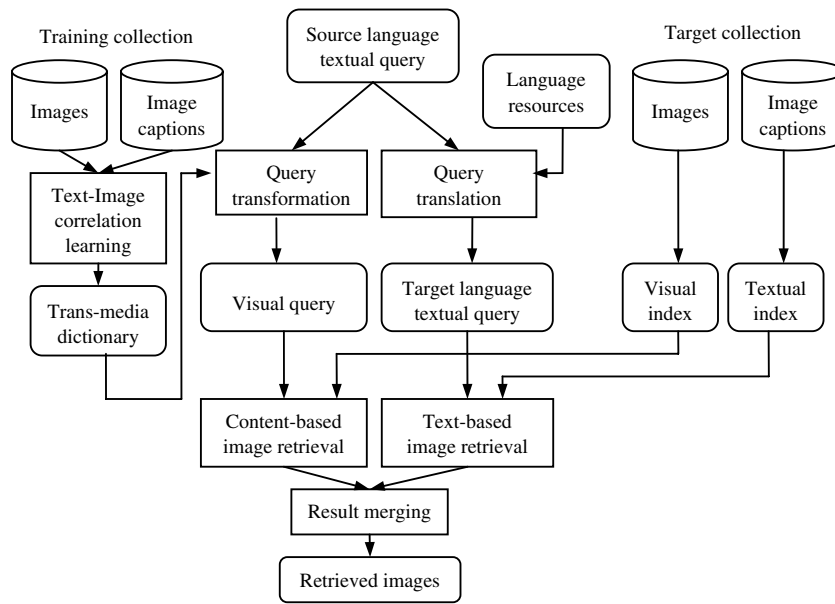 Training collection
Source language
textual query
Target collection
Language
resources
Images
Image
captions
Images
Image
captions
Text-Image
correlation
learning
Query
transformation
Query
translation
Trans-media
dictionary
Visual query
Target language
textual query
Visual
index
Textual
index
Content-based
image retrieval
Text-based
image retrieval
Result merging
Retrieved images